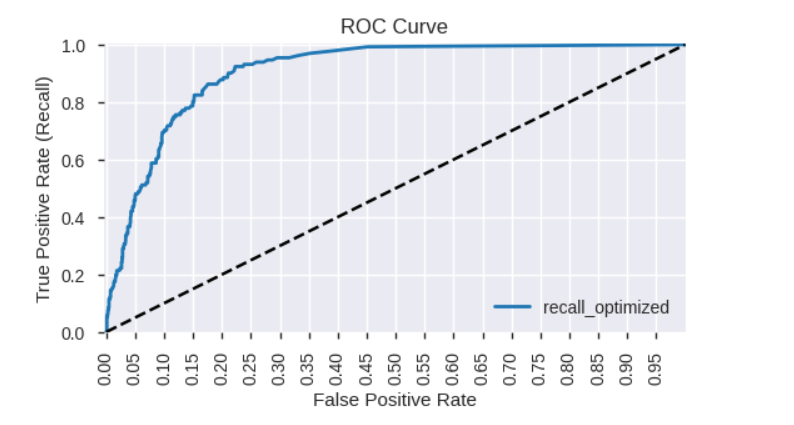 ROC Curve
True Positive Rate (Recall)
1.0
0.8
0.6
0.4
0.2
0.0
recall_optimized
0.00 0.05 0.10 0.15 0.20 0.25 0.30 0.35 0.40 0.45 0.50 0.55 0.60 0.65 0.70 0.75 0.80 0.85 0.90 0.95
False Positive Rate